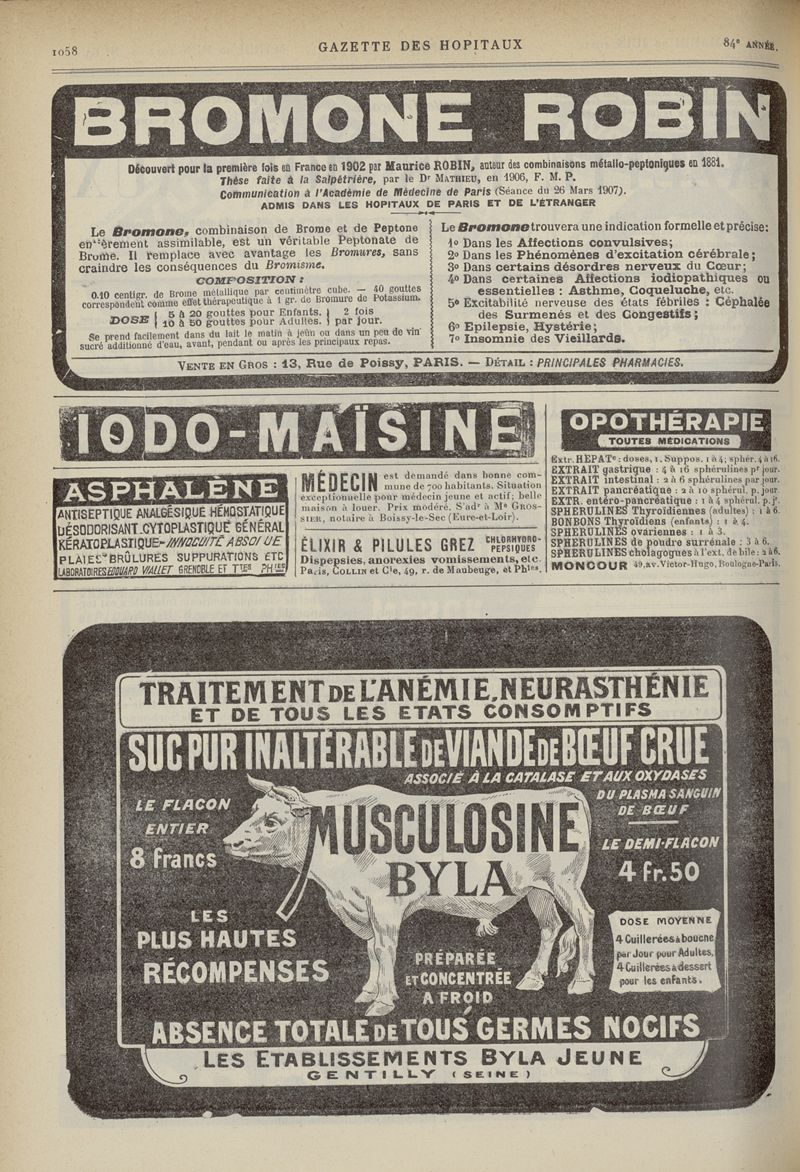 1058
GAZETTE DES HOPITAUX
84e ANNÉE.
BROMONE ROBIN
Découvert pour la première fois en France en 1902 par Maurice ROBIN, auteur des combinaisons métallo-peptoniques en 1881.
Thèse faite à la Salpêtrière, par le Dr MATHIEU, en 1906, F. M. P.
Communication à l'Académie de Médecine de Paris (Séance du 26 Mars 1907).
ADMIS DANS LES HOPITAUX DE PARIS ET DE L'ÉTRANGER
Le Bromone, combinaison de Brome et de Peptone
entièrement assimilable, est un véritable Peptonate de
Brome. Il remplace avec avantage les Bromures, sans
craindre les conséquences du Bromisme.
COMPOSITION :
0.10 centigr. de Brome métallique par centimètre cube. — 40 gouttes
correspondent comme effet thérapeutique à 1 gr. de Bromure de Potassium.
DOSE { 5 à 20 gouttes pour Enfants. } 2 fois
{ 10 à 50 gouttes pour Adultes. } par jour.
Se prend facilement dans du lait le matin à jeûn ou dans un peu de vin
sucré additionné d'eau, avant, pendant ou après les principaux repas.
Le Bromone trouvera une indication formelle et précise:
1o Dans les Affections convulsives;
2o Dans les Phénomènes d'excitation cérébrale;
3o Dans certains désordres nerveux du Cœur;
4o Dans certaines Affections iodiopathiques ou
essentielles : Asthme, Coqueluche, etc.
5o Excitabilité nerveuse des états fébriles : Céphalée
des Surmenés et des Congestifs;
6o Epilepsie, Hystérie;
7o Insomnie des Vieillards.
VENTE EN GROS : 13, Rue de Poissy, PARIS. — DÉTAIL : PRINCIPALES PHARMACIES.
IODO-MAÏSINE
ASPHALÈNE
ANTISEPTIQUE ANALGÉSIQUE HÉMOSTATIQUE
DÉSODORISANT CYTOPLASTIQUE GÉNÉRAL
KÉRATOPLASTIQUE-INNOCUITÉ ABSOLUE
PLAIES BRÛLURES SUPPURATIONS ETC
LABORATOIRES EDOUARD VIALLET GRENOBLE ET TTES PHIES
MÉDECIN est demandé dans bonne com-
mune de 700 habitants. Situation
exceptionnelle pour médecin jeune et actif; belle
maison à louer. Prix modéré. S'adr à Me GROS-
SIER, notaire à Boissy-le-Sec (Eure-et-Loir).
ÉLIXIR & PILULES GREZ CHLORHYDRO-
PEPSIQUES
Dispepsies, anorexies vomissements, etc.
Paris, COLLIN et Cie, 49, r. de Maubeuge, et Phies.
OPOTHÉRAPIE
TOUTES MÉDICATIONS
Extr. HÉPATe : doses, 1. Suppos. 1 à 4; sphér. 4 à 16.
EXTRAIT gastrique : 4 à 16 sphérulines pr jour.
EXTRAIT intestinal : 2 à 6 sphérulines par jour.
EXTRAIT pancréatique : 2 à 10 sphérul. p. jour.
EXTR. entéro-pancréatique : 1 à 4 sphérul. p. jr.
SPHÉRULINES Thyroïdiennes (adultes) : 1 à 6.
BONBONS Thyroïdiens (enfants) : 1 à 4.
SPHÉRULINES ováriennes : 1 à 3.
SPHÉRULINES de poudre surrénale : 3 à 6.
SPHÉRULINES cholagogues à l'ext. de bile : 2 à 6.
MONCOUR 49, av. Victor-Hugo, Boulogne-Paris.
TRAITEMENT DE L'ANÉMIE, NEURASTHÉNIE
ET DE TOUS LES ETATS CONSOMPTIFS
SUC PUR INALTÉRABLE DE VIANDE DE BŒUF CRUE
ASSOCIÉ À LA CATALASE ET AUX OXYDASES
DU PLASMA SANGUIN
DE BŒUF
LE FLACON
ENTIER
8 francs
MUSCULOSINE
BYLA
LE DEMI-FLACON
4 Fr.50
LES
PLUS HAUTES
RÉCOMPENSES
PRÉPARÉE
ET CONCENTRÉE
A FROID
DOSE MOYENNE
4 Cuillerées à bouche
par Jour pour Adultes.
4 Cuillerées à dessert
pour les enfants.
ABSENCE TOTALE DE TOUS GERMES NOCIFS
LES ETABLISSEMENTS BYLA JEUNE
GENTILLY (SEINE)